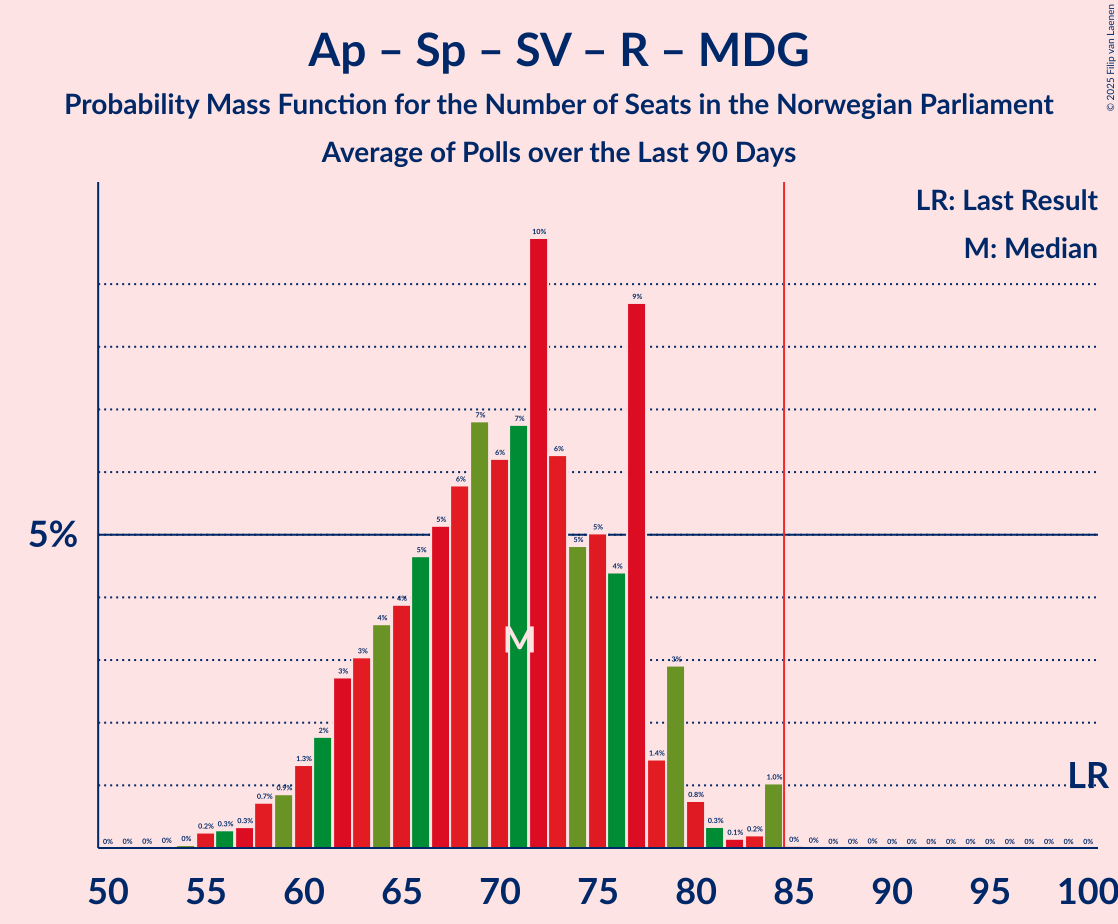 Ap – Sp – SV – R – MDG
Probability Mass Function for the Number of Seats in the Norwegian Parliament
Average of Polls over the Last 90 Days
© 2025 Filip van Laenen
LR: Last Result
M: Median
5%
0% 0% 0% 0% 0% 0.2% 0.3% 0.3% 0.7% 0.9% 1.3% 2% 3% 3% 4% 4% 5% 5% 6% 7% 6% 7% 10% 6% 5% 5% 4% 9% 1.4% 3% 0.8% 0.3% 0.1% 0.2% 1.0% 0% 0% 0% 0% 0% 0% 0% 0% 0% 0% 0% 0% 0% 0% 0% 0%
M
LR
50 55 60 65 70 75 80 85 90 95 100